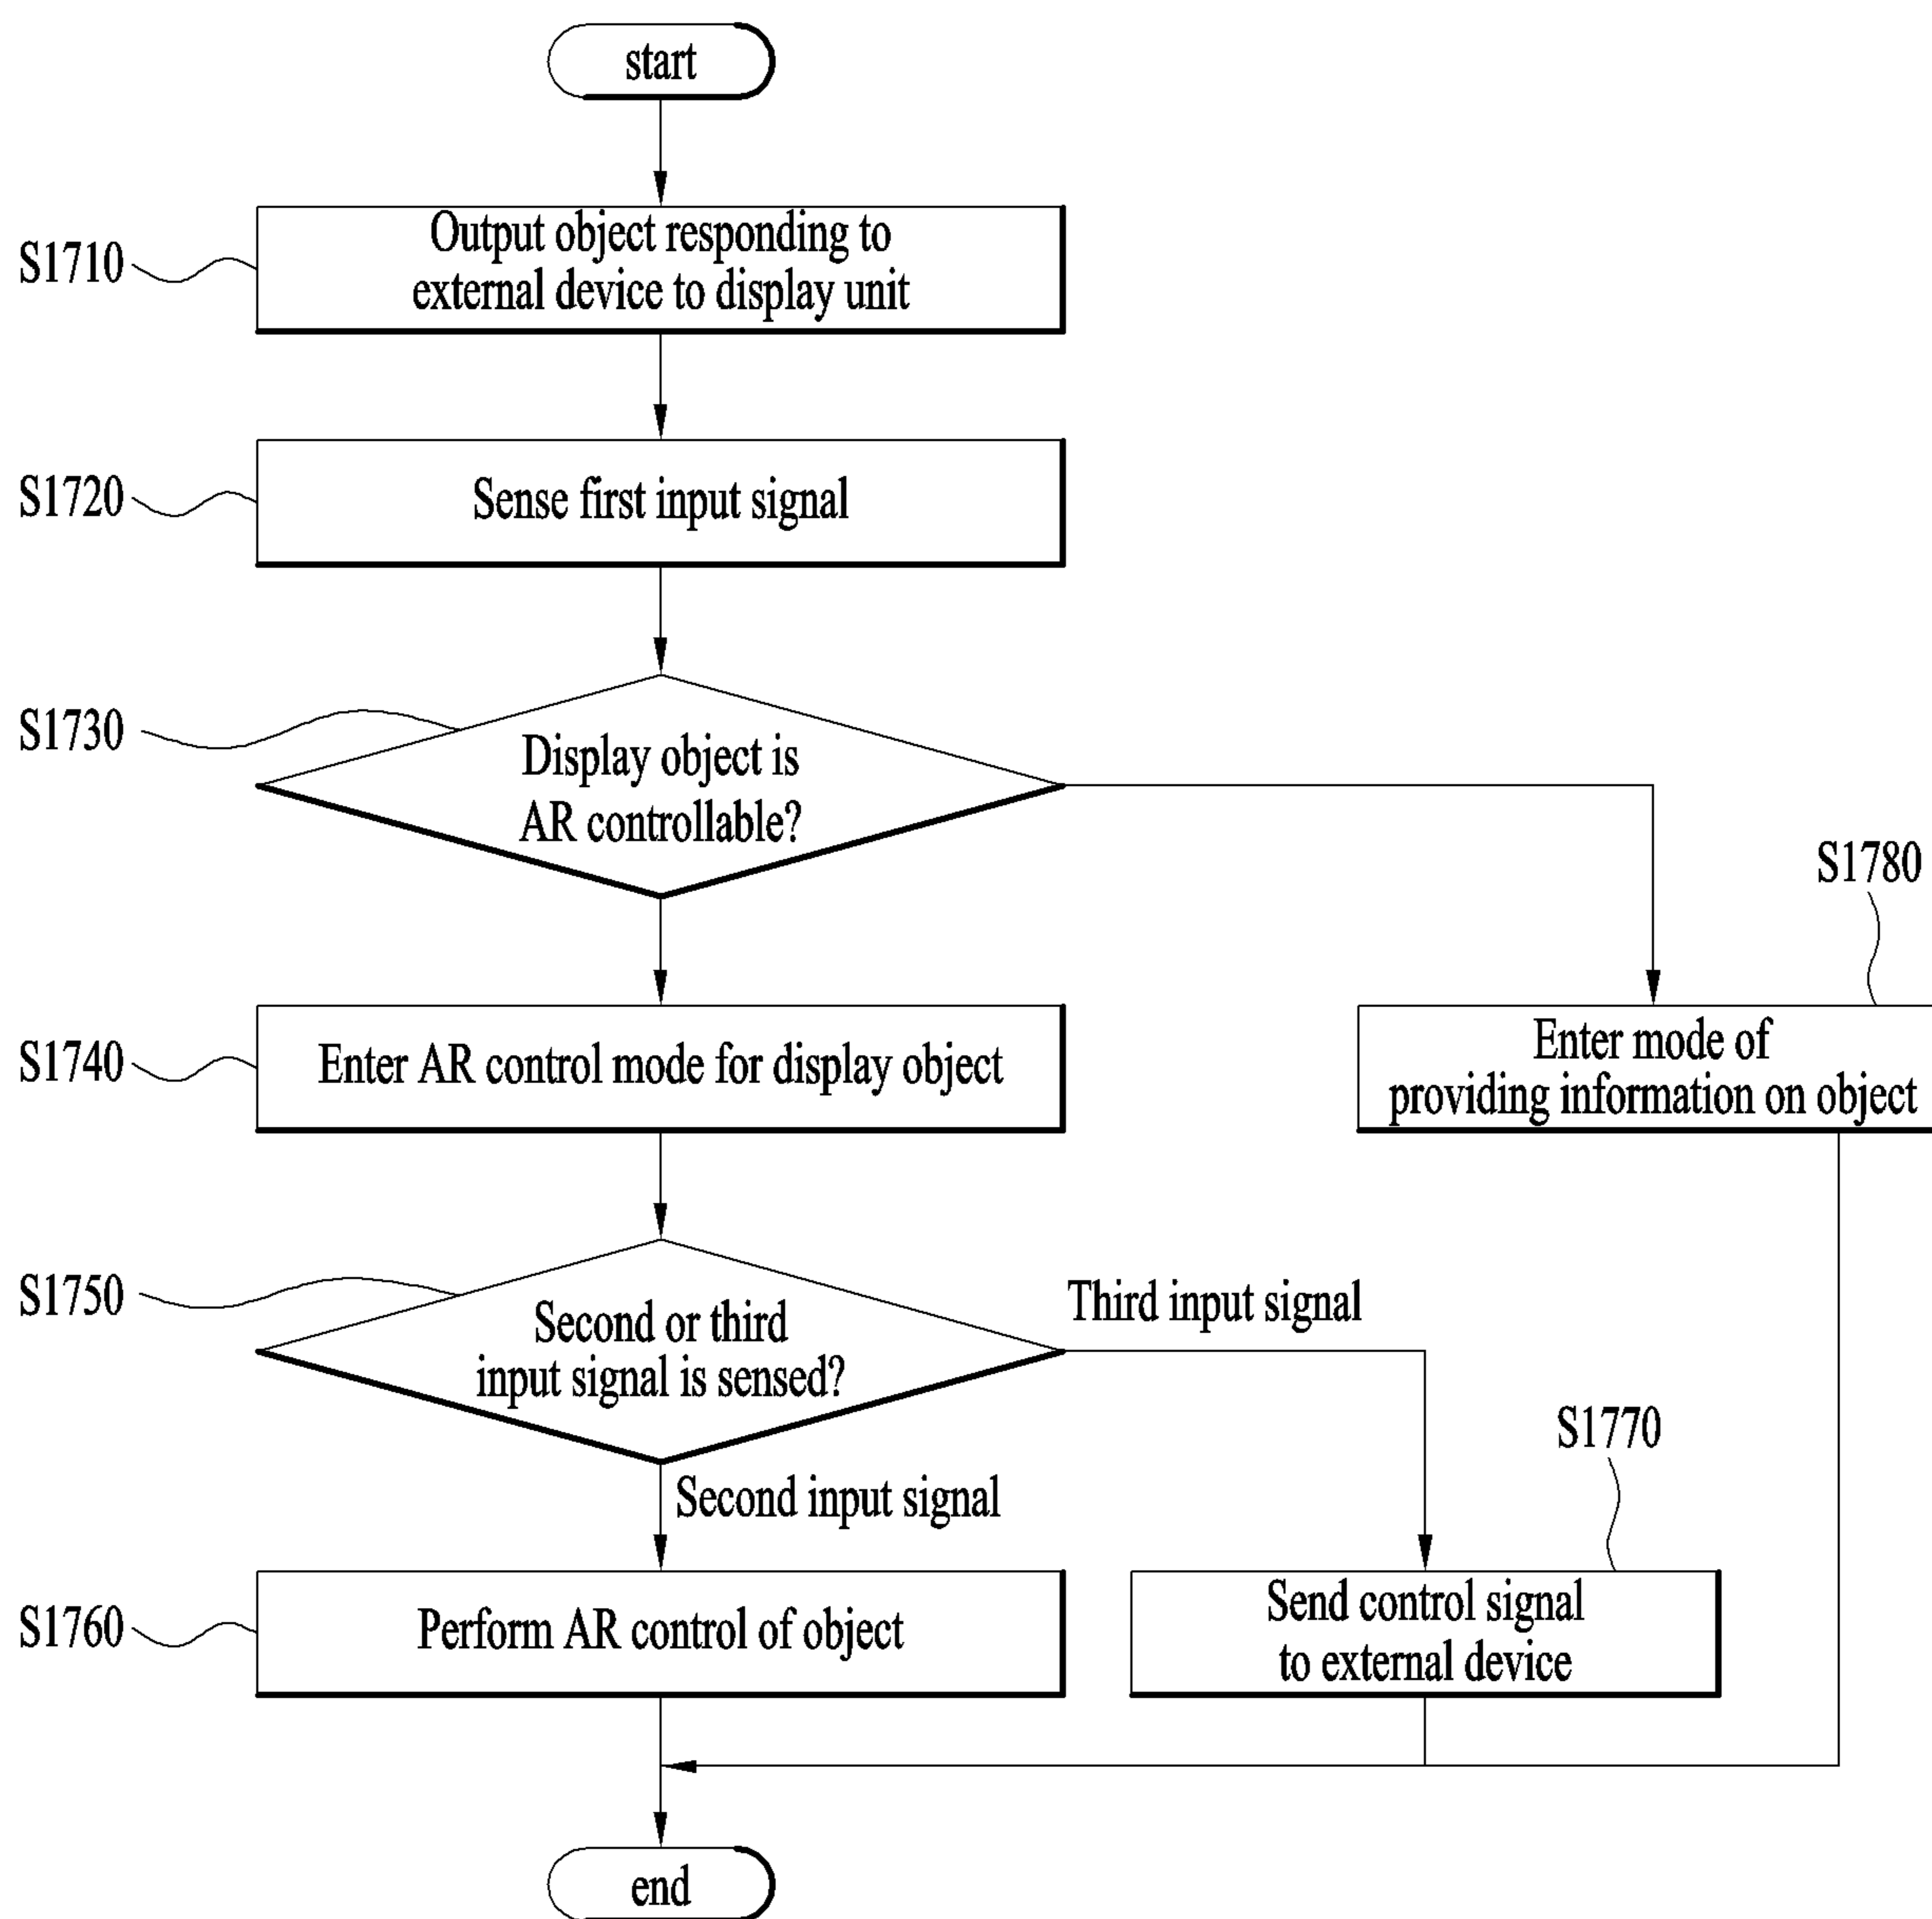 start
S1710
Output object responding to
external device to display unit
S1720
Sense first input signal
S1730
Display object is
AR controllable?
S1780
S1740
Enter AR control mode for display object
Enter mode of
providing information on object
S1750
Second or third
input signal is sensed?
Third input signal
S1770
Second input signal
S1760
Perform AR control of object
Send control signal
to external device
end